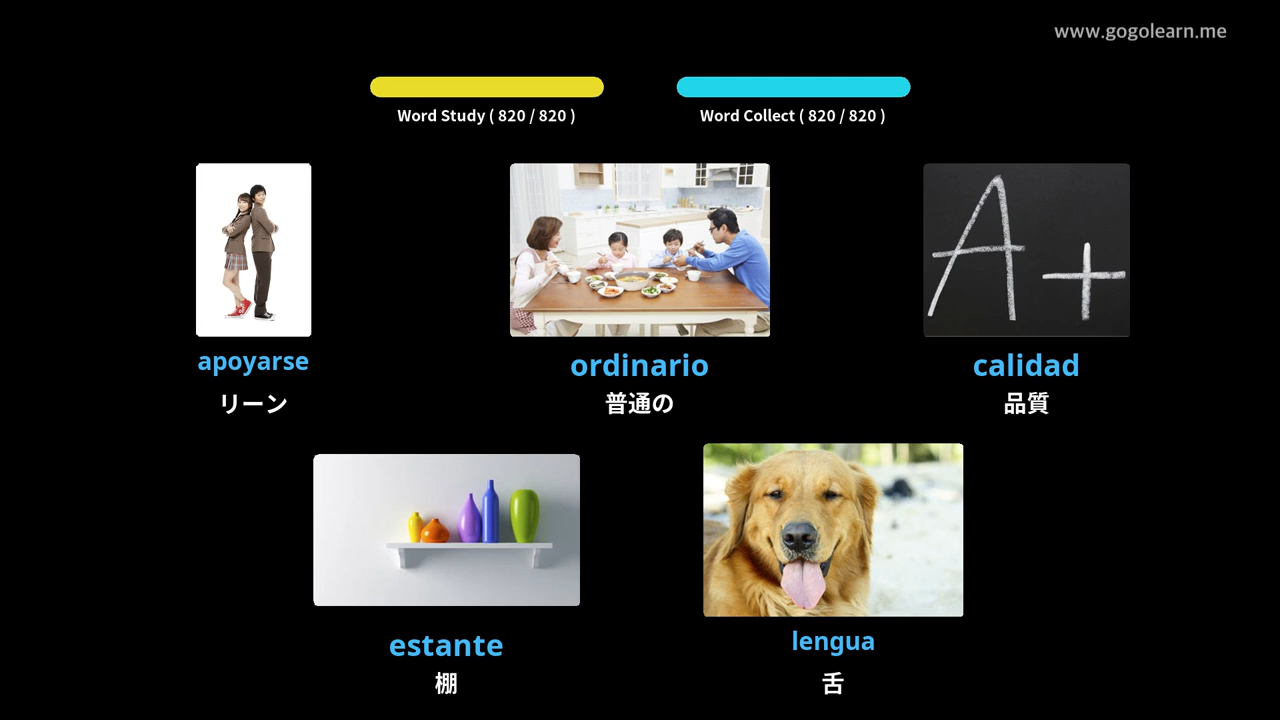 www.gogolearn.me
Word Study ( 820 / 820 )
Word Collect ( 820 / 820 )
A+
apoyarse
リーン
ordinario
普通の
calidad
品質
estante
棚
lengua
舌